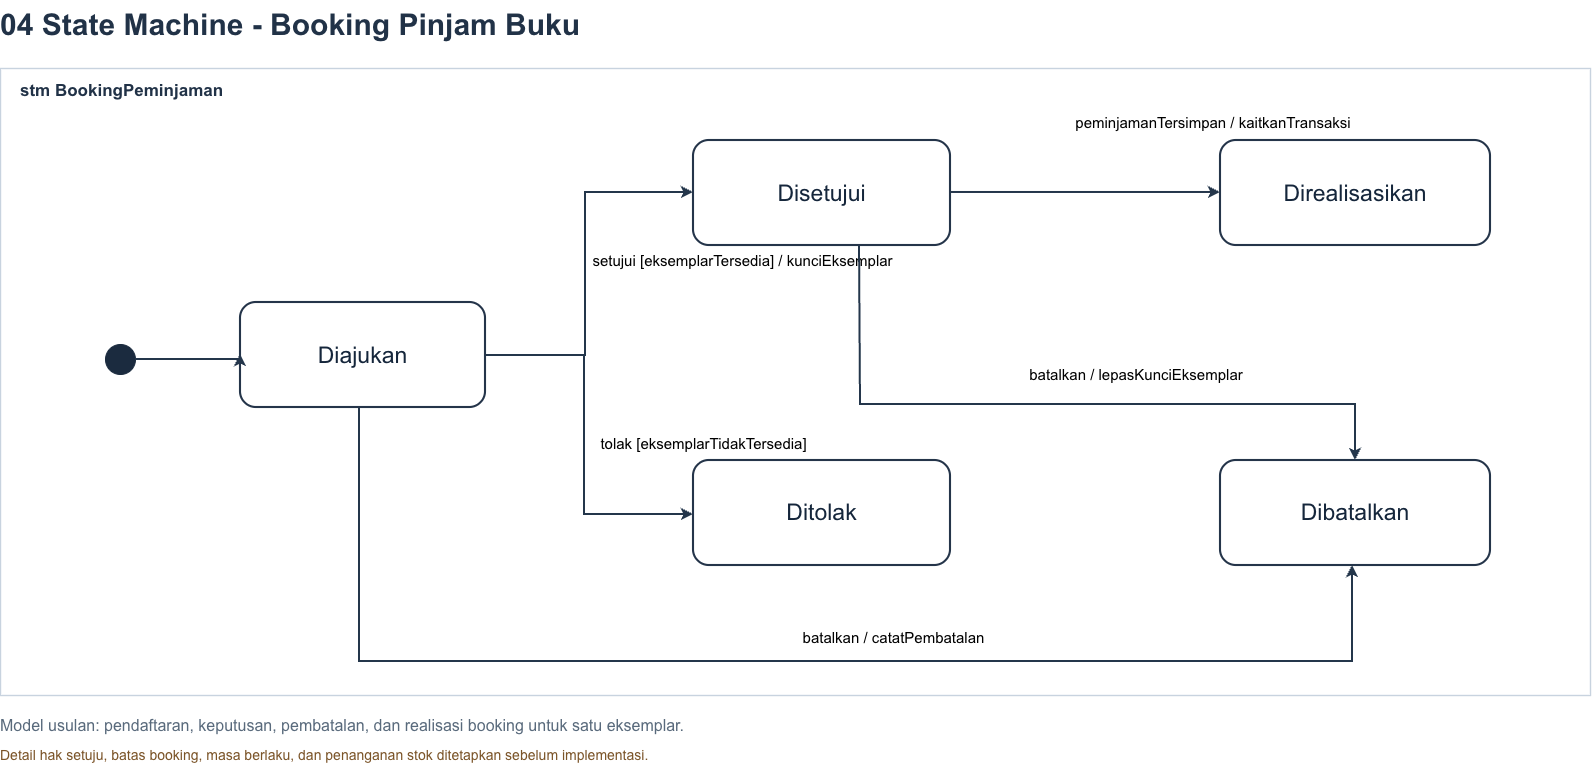 04 State Machine - Booking Pinjam Buku
stm BookingPeminjaman
peminjamanTersimpan / kaitkanTransaksi
Disetujui
Direalisasikan
setujui [eksemplarTersedia] / kunciEksemplar
Diajukan
batalkan / lepasKunciEksemplar
tolak [eksemplarTidakTersedia]
Ditolak
Dibatalkan
batalkan / catatPembatalan
Model usulan: pendaftaran, keputusan, pembatalan, dan realisasi booking untuk satu eksemplar.
Detail hak setuju, batas booking, masa berlaku, dan penanganan stok ditetapkan sebelum implementasi.